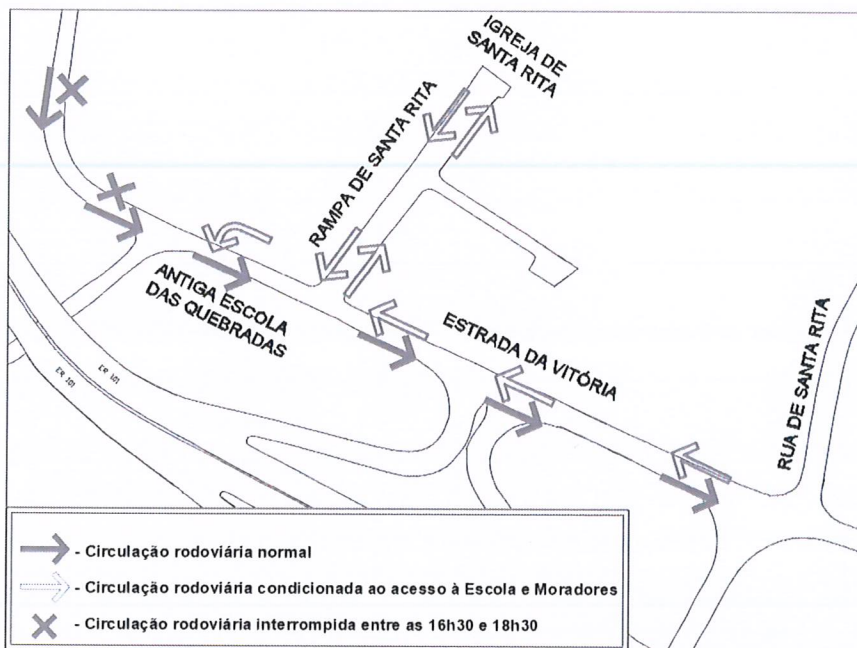 IGREJA DE
SANTA RITA
RAMPA DE SANTA RITA
ANTIGA ESCOLA
DAS QUEBRADAS
ESTRADA DA VITÓRIA
RUA DE SANTA RITA
ER 101
ER 101
- Circulação rodoviária normal
- Circulação rodoviária condicionada ao acesso à Escola e Moradores
- Circulação rodoviária interrompida entre as 16h30 e 18h30